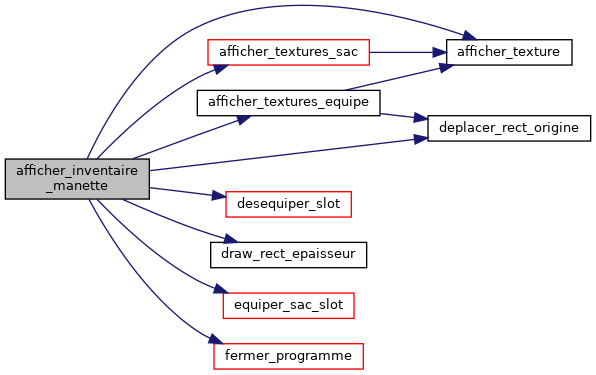 afficher_textures_sac
afficher_texture
afficher_textures_equipe
deplacer_rect_origine
afficher_inventaire
_manette
desequiper_slot
draw_rect_epaisseur
equiper_sac_slot
fermer_programme